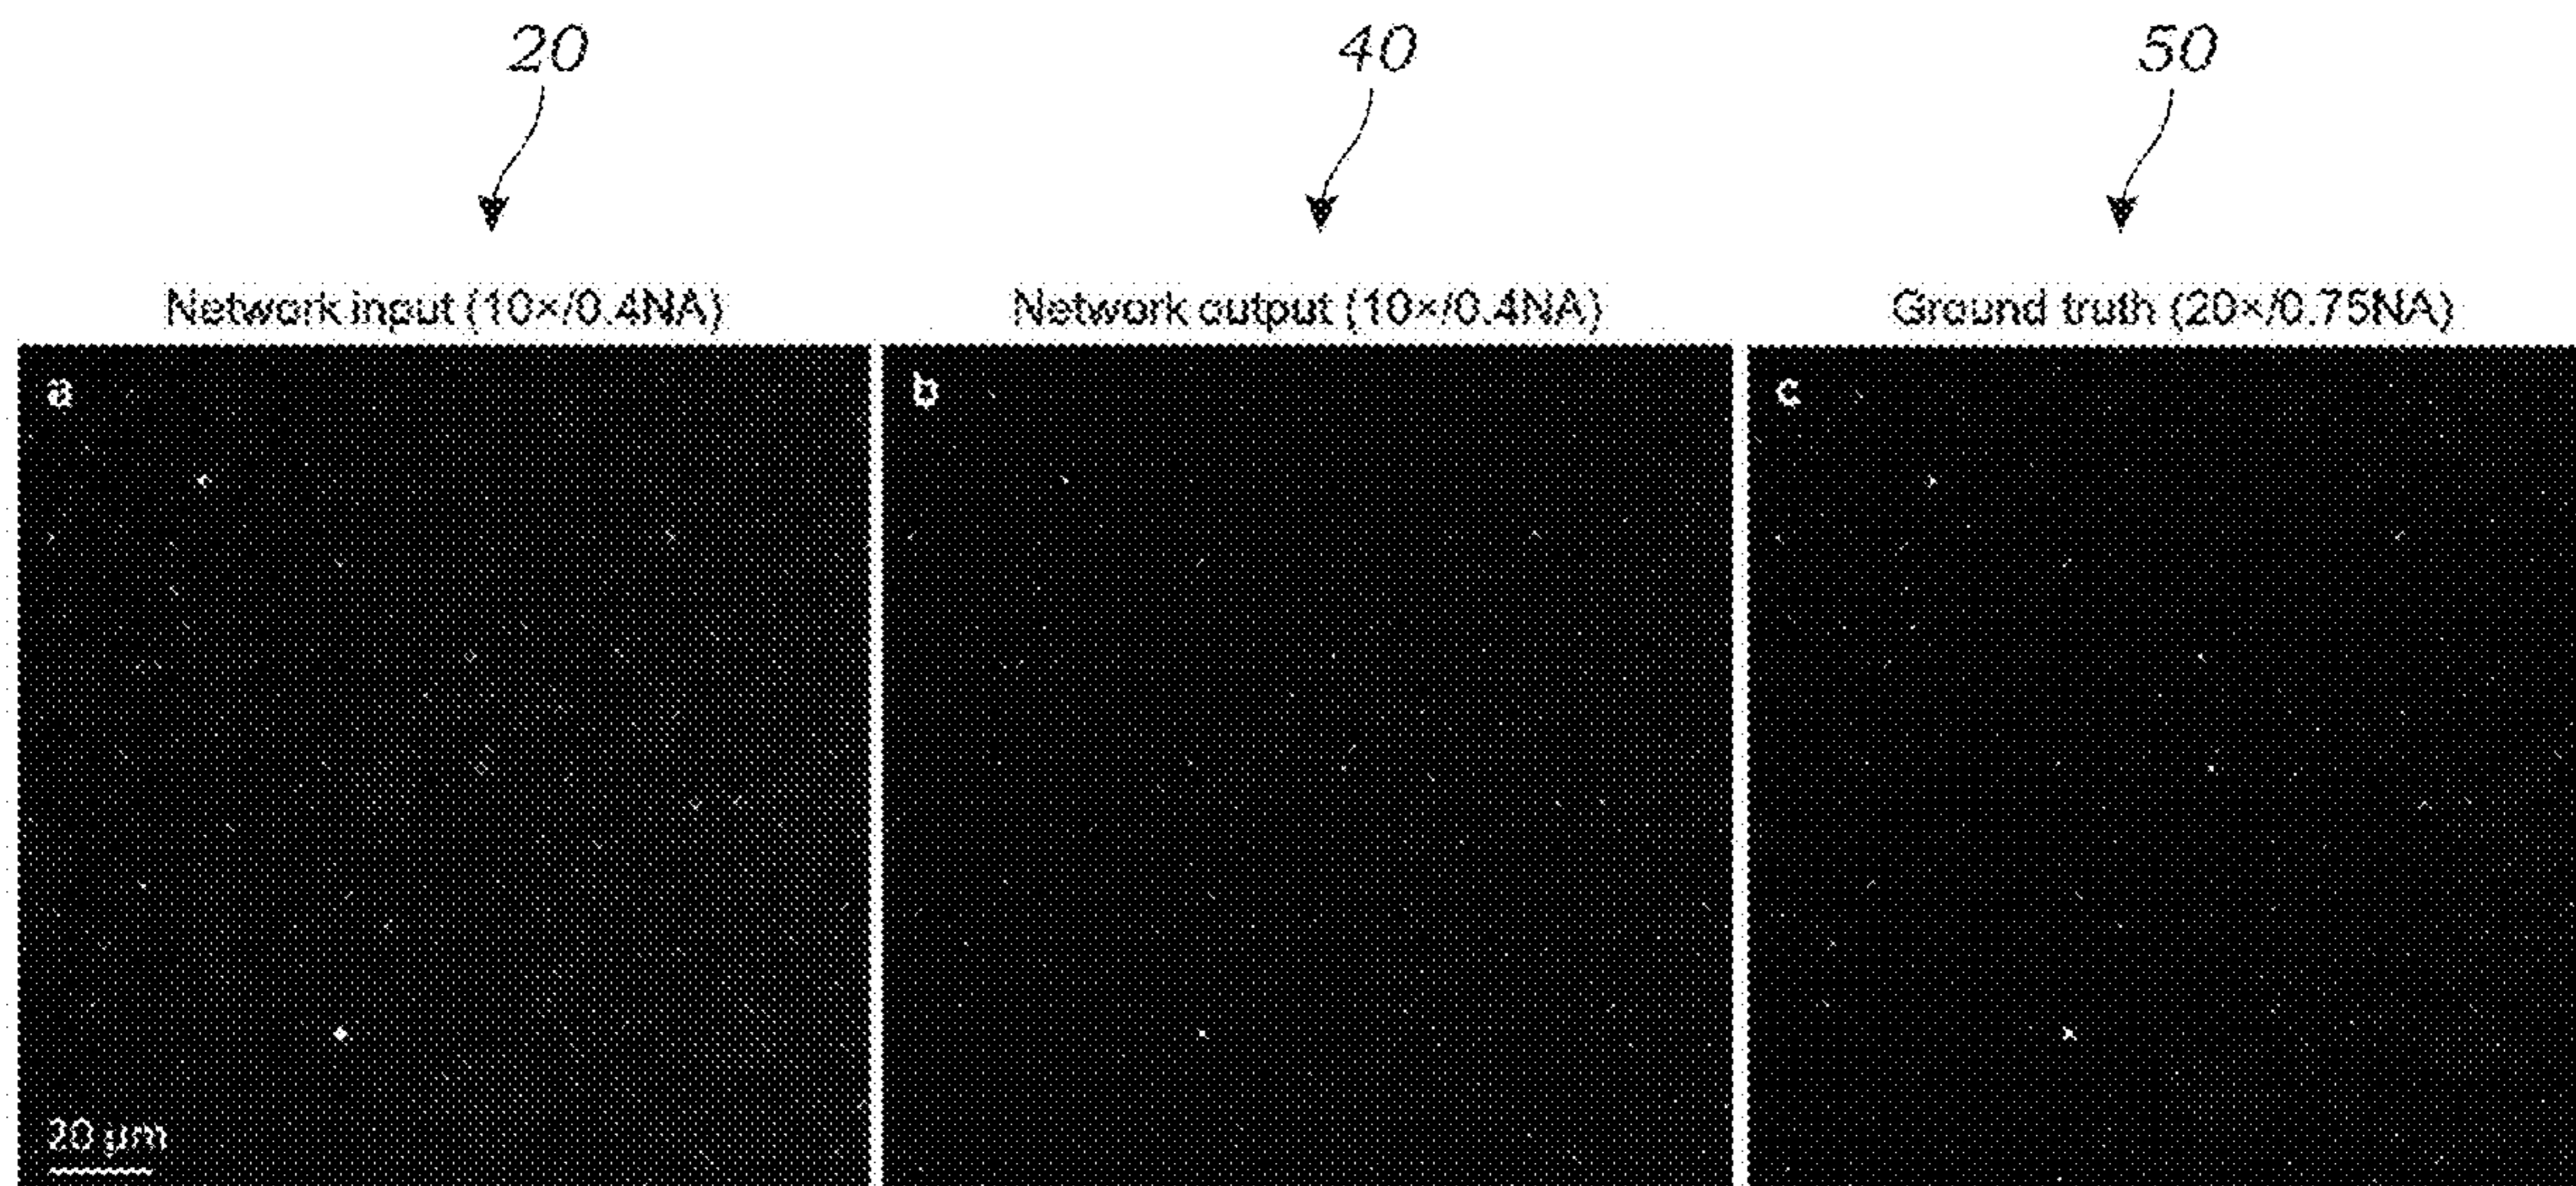 20 40 50
Network input (10×/0.4NA) Network output (10×/0.4NA) Ground truth (20×/0.75NA)
a b c
20 µm